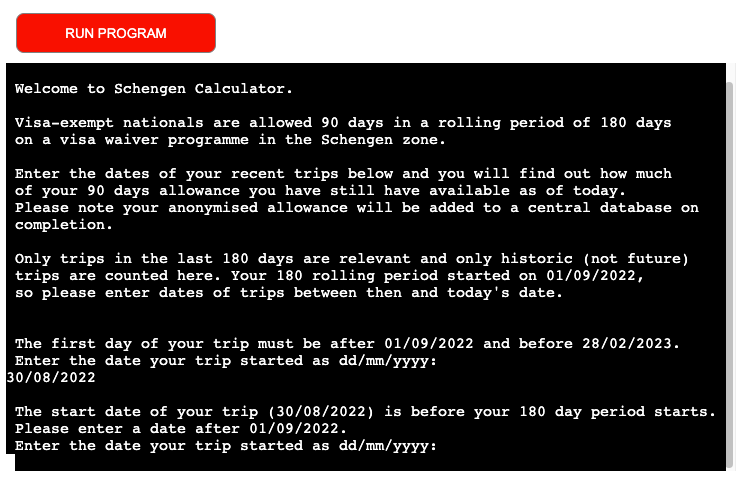 RUN PROGRAM
Welcome to Schengen Calculator.
Visa-exempt nationals are allowed 90 days in a rolling period of 180 days
on a visa waiver programme in the Schengen zone.
Enter the dates of your recent trips below and you will find out how much
of your 90 days allowance you have still have available as of today.
Please note your anonymised allowance will be added to a central database on
completion.
Only trips in the last 180 days are relevant and only historic (not future)
trips are counted here. Your 180 rolling period started on 01/09/2022,
so please enter dates of trips between then and today's date.
The first day of your trip must be after 01/09/2022 and before 28/02/2023.
Enter the date your trip started as dd/mm/yyyy:
30/08/2022
The start date of your trip (30/08/2022) is before your 180 day period starts.
Please enter a date after 01/09/2022.
Enter the date your trip started as dd/mm/yyyy: